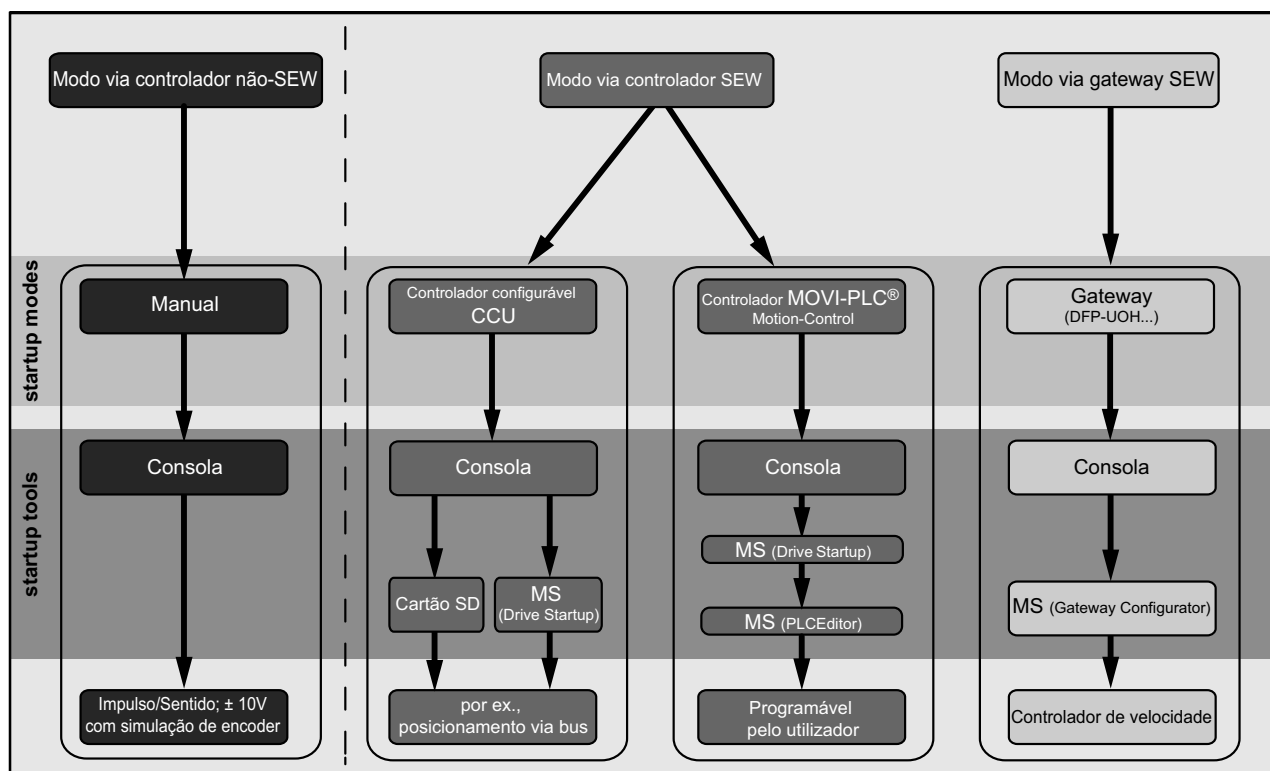 Modo via controlador não-SEW
Modo via controlador SEW
Modo via gateway SEW
startup modes
Manual
Controlador configurável
CCU
Controlador MOVI-PLC®
Motion-Control
Gateway
(DFP-UOH...)
startup tools
Consola
Consola
Consola
Consola
Cartão SD
MS
(Drive Startup)
MS (Drive Startup)
MS (PLCEditor)
MS (Gateway Configurator)
Impulso/Sentido; ± 10V
com simulação de encoder
por ex.,
posicionamento via bus
Programável
pelo utilizador
Controlador de velocidade